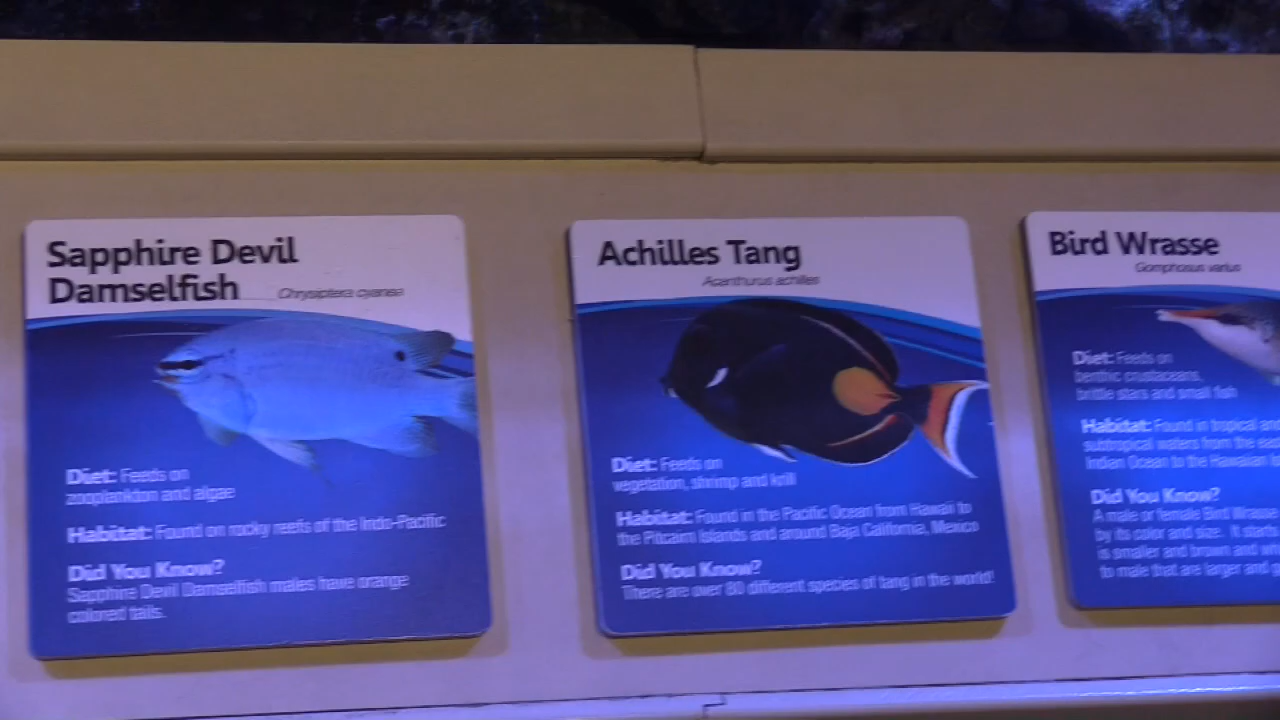 Sapphire Devil
Damselfish
Chrysiptera cyanea
Diet: Feeds on
zooplankton and algae
Habitat: Found on rocky reefs of the Indo-Pacific
Did You Know?
Sapphire Devil Damselfish males have orange
colored tails.
Achilles Tang
Acanthurus achilles
Diet: Feeds on
vegetation, shrimp and krill
Habitat: Found in the Pacific Ocean from Hawaii to
the Pitcairn Islands and around Baja California, Mexico
Did You Know?
There are over 80 different species of tang in the world!
Bird Wrasse
Gomphosus varius
Diet: Feeds on
benthic crustaceans,
brittle stars and small fish
Habitat: Found in tropical and
subtropical waters from the
Indian Ocean to the Hawaiian
Did You Know?
A male or female Bird Wrasse
by its color and size. It starts
is smaller and brown and
to male that are larger and